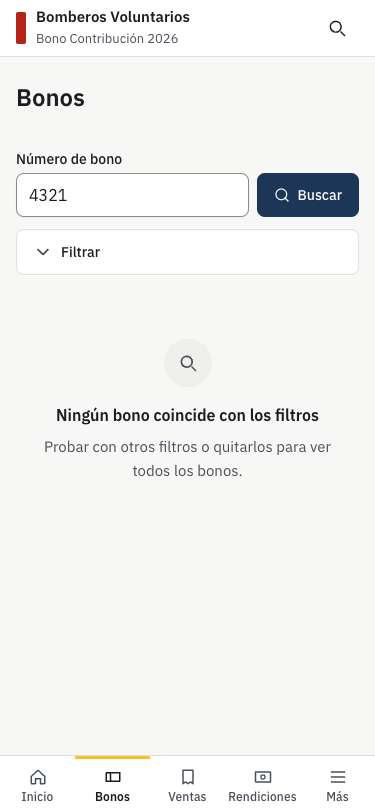 Bomberos Voluntarios
Bono Contribución 2026
Bonos
Número de bono
4321
Buscar
Filtrar
Ningún bono coincide con los filtros
Probar con otros filtros o quitarlos para ver
todos los bonos.
Inicio
Bonos
Ventas
Rendiciones
Más